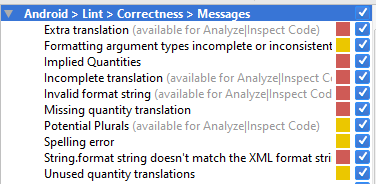 Android > Lint > Correctness > Messages
Extra translation (available for Analyze|Inspect Code)
Formatting argument types incomplete or inconsistent
Implied Quantities
Incomplete translation (available for Analyze|Inspect Co
Invalid format string (available for Analyze|Inspect Cod
Missing quantity translation
Potential Plurals (available for Analyze|Inspect Code)
Spelling error
String.format string doesn't match the XML format stri
Unused quantity translations